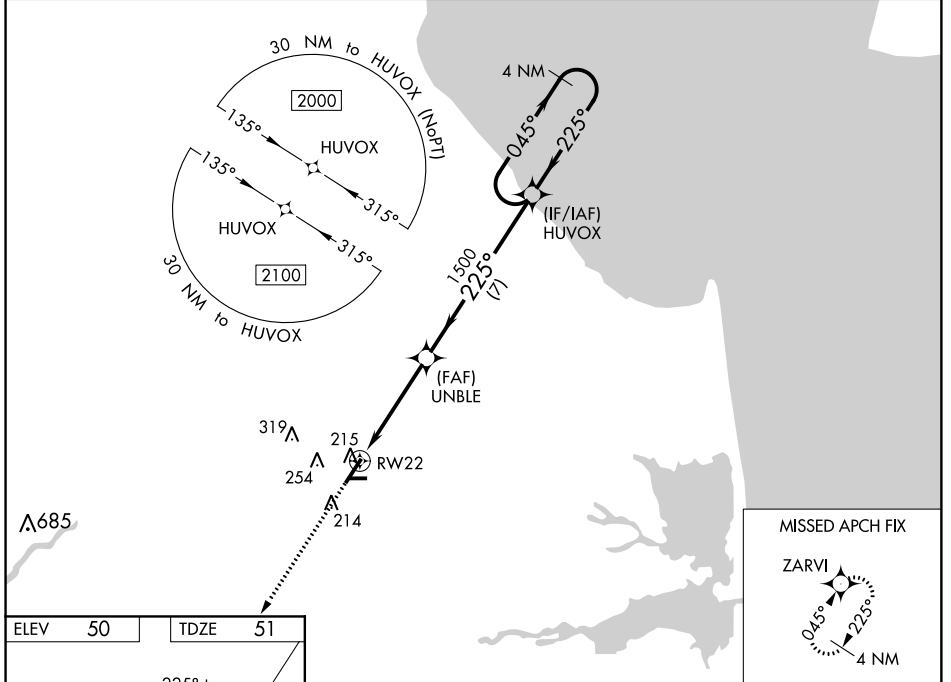 30 NM to HUVOX (NoPT)
2000
135°
HUVOX
315°
135°
HUVOX
315°
2100
30 NM to HUVOX
4 NM
045°
225°
(IF/IAF)
HUVOX
1500
225°
(7)
(FAF)
UNBLE
319
215
254
RW22
214
685
MISSED APCH FIX
ZARVI
045°
225°
4 NM
ELEV 50
TDZE 51